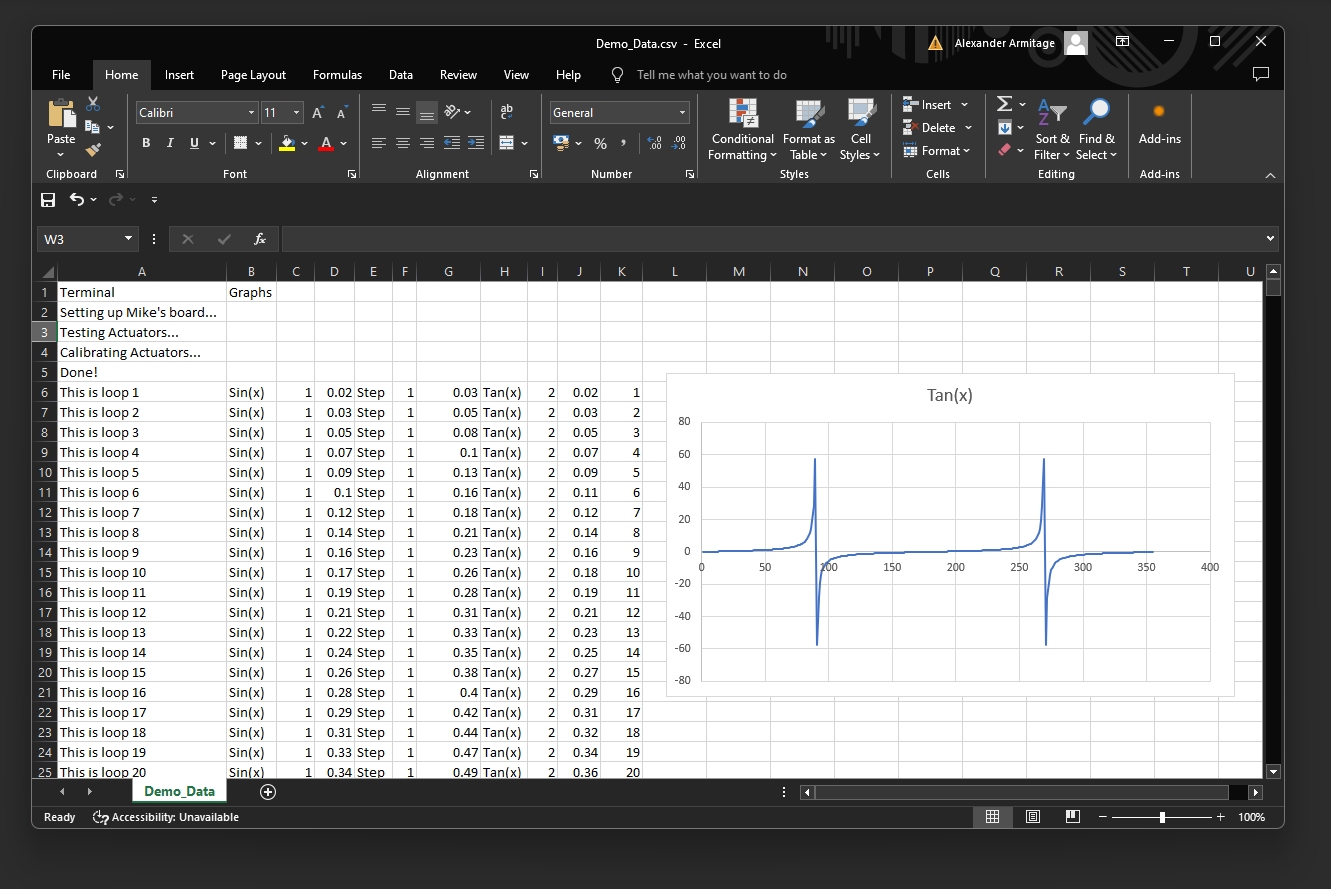 Demo_Data.csv - Excel
Alexander Armitage
File Home Insert Page Layout Formulas Data Review View Help Tell me what you want to do
Paste
Clipboard
Calibri 11
B I U
A A
A
Font
ab
c
Alignment
General
% , .00 .0
.0 .00
Number
Conditional Formatting
Format as Table
Cell Styles
Styles
Insert
Delete
Format
Cells
Σ
A
Z
Sort & Filter
Find & Select
Editing
Add-ins
Add-ins
W3
fx
A B C D E F G H I J K L M N O P Q R S T U
1 Terminal Graphs
2 Setting up Mike's board...
3 Testing Actuators...
4 Calibrating Actuators...
5 Done!
6 This is loop 1 Sin(x) 1 0.02 Step 1 0.03 Tan(x) 2 0.02 1
7 This is loop 2 Sin(x) 1 0.03 Step 1 0.05 Tan(x) 2 0.03 2
8 This is loop 3 Sin(x) 1 0.05 Step 1 0.08 Tan(x) 2 0.05 3
9 This is loop 4 Sin(x) 1 0.07 Step 1 0.1 Tan(x) 2 0.07 4
10 This is loop 5 Sin(x) 1 0.09 Step 1 0.13 Tan(x) 2 0.09 5
11 This is loop 6 Sin(x) 1 0.1 Step 1 0.16 Tan(x) 2 0.11 6
12 This is loop 7 Sin(x) 1 0.12 Step 1 0.18 Tan(x) 2 0.12 7
13 This is loop 8 Sin(x) 1 0.14 Step 1 0.21 Tan(x) 2 0.14 8
14 This is loop 9 Sin(x) 1 0.16 Step 1 0.23 Tan(x) 2 0.16 9
15 This is loop 10 Sin(x) 1 0.17 Step 1 0.26 Tan(x) 2 0.18 10
16 This is loop 11 Sin(x) 1 0.19 Step 1 0.28 Tan(x) 2 0.19 11
17 This is loop 12 Sin(x) 1 0.21 Step 1 0.31 Tan(x) 2 0.21 12
18 This is loop 13 Sin(x) 1 0.22 Step 1 0.33 Tan(x) 2 0.23 13
19 This is loop 14 Sin(x) 1 0.24 Step 1 0.35 Tan(x) 2 0.25 14
20 This is loop 15 Sin(x) 1 0.26 Step 1 0.38 Tan(x) 2 0.27 15
21 This is loop 16 Sin(x) 1 0.28 Step 1 0.4 Tan(x) 2 0.29 16
22 This is loop 17 Sin(x) 1 0.29 Step 1 0.42 Tan(x) 2 0.31 17
23 This is loop 18 Sin(x) 1 0.31 Step 1 0.44 Tan(x) 2 0.32 18
24 This is loop 19 Sin(x) 1 0.33 Step 1 0.47 Tan(x) 2 0.34 19
25 This is loop 20 Sin(x) 1 0.34 Step 1 0.49 Tan(x) 2 0.36 20
Tan(x)
80
60
40
20
0
-20
-40
-60
-80
0 50 100 150 200 250 300 350 400
Demo_Data
Ready Accessibility: Unavailable
100%